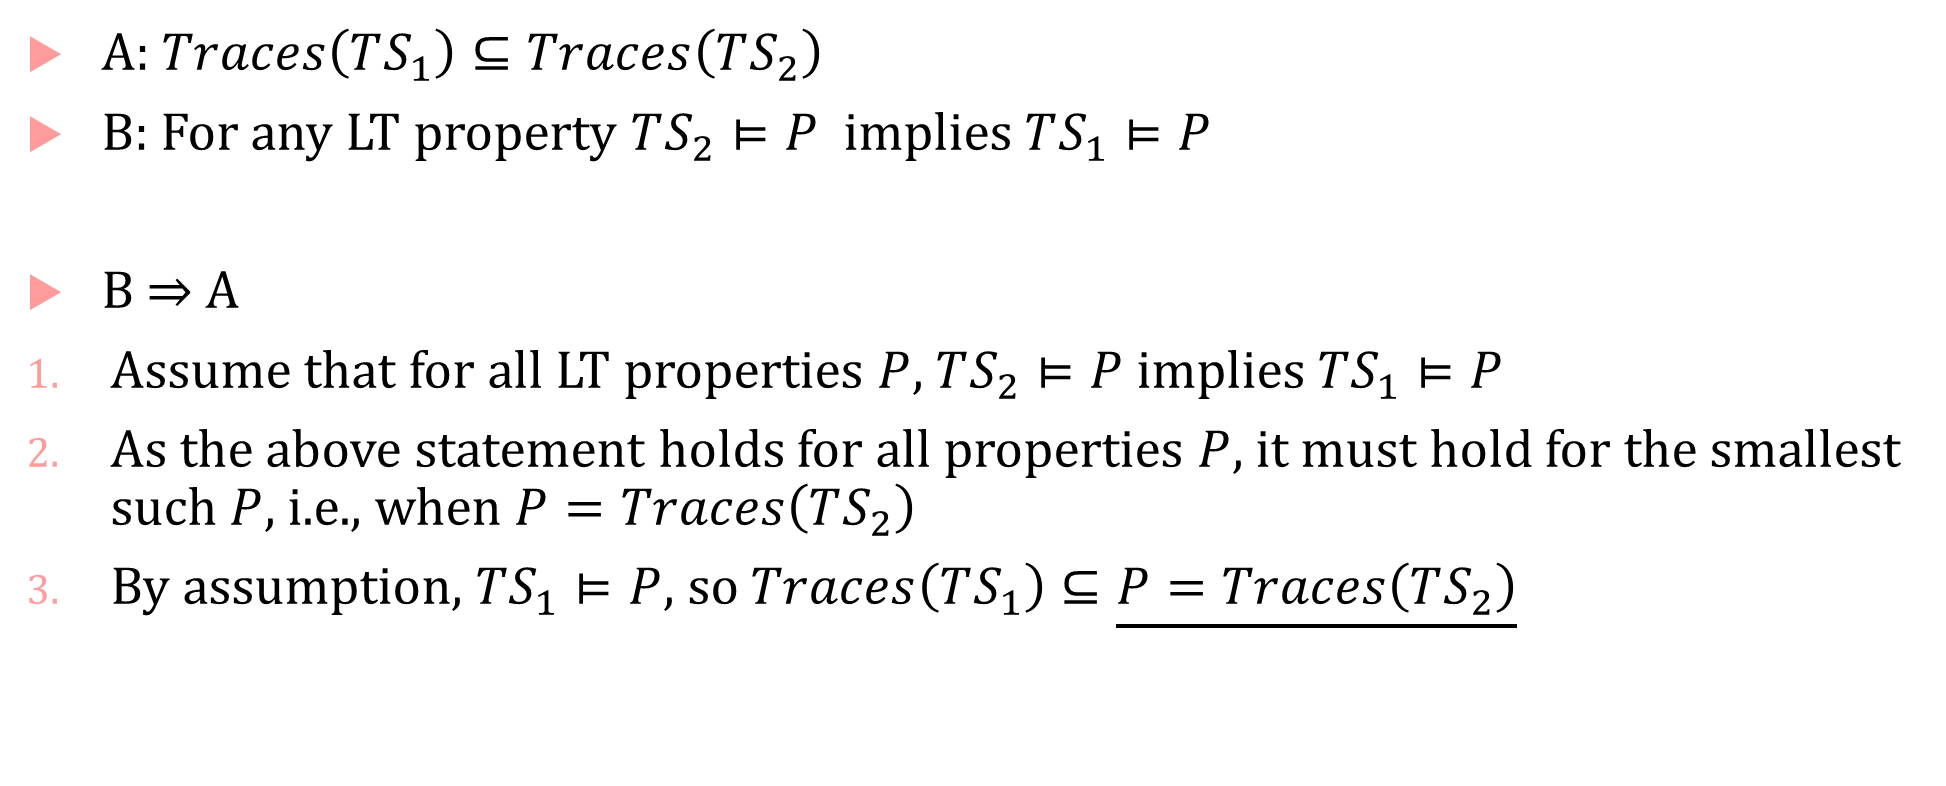 ▶ A: 𝑇𝑟𝑎𝑐𝑒𝑠(𝑇𝑆₁) ⊆ 𝑇𝑟𝑎𝑐𝑒𝑠(𝑇𝑆₂)
▶ B: For any LT property 𝑇𝑆₂ ⊨ 𝑃 implies 𝑇𝑆₁ ⊨ 𝑃
▶ B ⇒ A
1. Assume that for all LT properties 𝑃, 𝑇𝑆₂ ⊨ 𝑃 implies 𝑇𝑆₁ ⊨ 𝑃
2. As the above statement holds for all properties 𝑃, it must hold for the smallest
such 𝑃, i.e., when 𝑃 = 𝑇𝑟𝑎𝑐𝑒𝑠(𝑇𝑆₂)
3. By assumption, 𝑇𝑆₁ ⊨ 𝑃, so 𝑇𝑟𝑎𝑐𝑒𝑠(𝑇𝑆₁) ⊆ 𝑃 = 𝑇𝑟𝑎𝑐𝑒𝑠(𝑇𝑆₂)